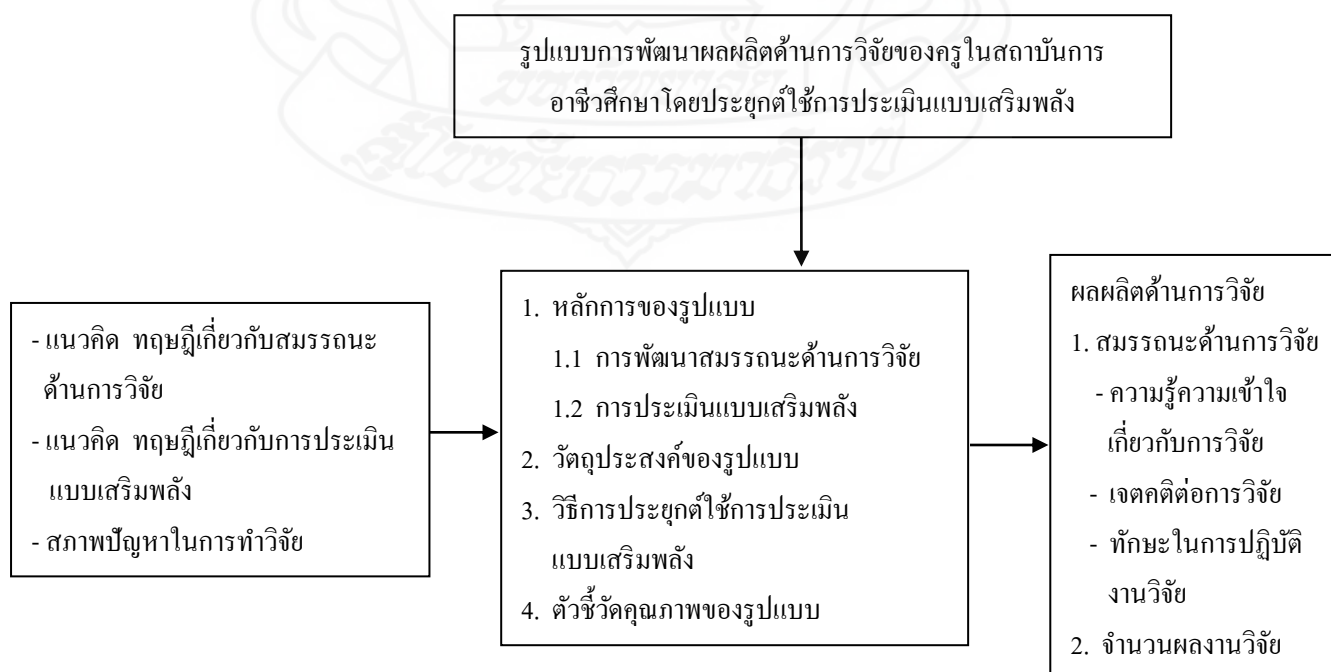 รูปแบบการพัฒนาผลผลิตด้านการวิจัยของครูในสถาบันการ
อาชีวศึกษาโดยประยุกต์ใช้การประเมินแบบเสริมพลัง
- แนวคิด ทฤษฎีเกี่ยวกับสมรรถนะ
ด้านการวิจัย
- แนวคิด ทฤษฎีเกี่ยวกับการประเมิน
แบบเสริมพลัง
- สภาพปัญหาในการทำวิจัย
1. หลักการของรูปแบบ
1.1 การพัฒนาสมรรถนะด้านการวิจัย
1.2 การประเมินแบบเสริมพลัง
2. วัตถุประสงค์ของรูปแบบ
3. วิธีการประยุกต์ใช้การประเมิน
แบบเสริมพลัง
4. ตัวชี้วัดคุณภาพของรูปแบบ
ผลผลิตด้านการวิจัย
1. สมรรถนะด้านการวิจัย
- ความรู้ความเข้าใจ
เกี่ยวกับการวิจัย
- เจตคติต่อการวิจัย
- ทักษะในการปฏิบัติ
งานวิจัย
2. จำนวนผลงานวิจัย